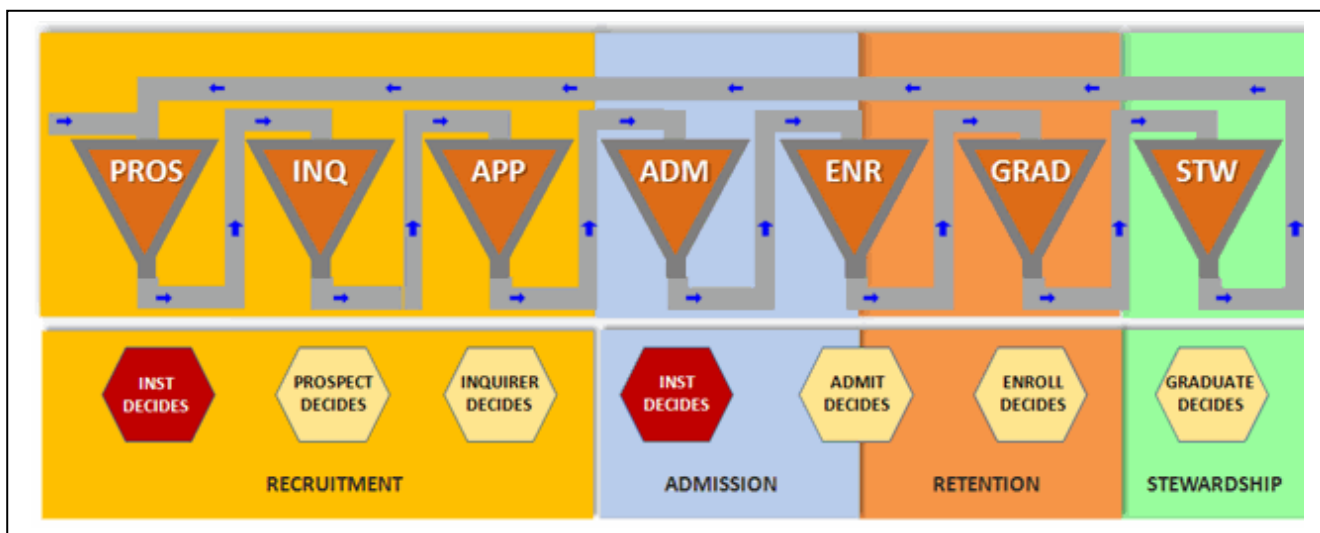 PROS
INQ
APP
ADM
ENR
GRAD
STW
INST
DECIDES
PROSPECT
DECIDES
INQUIRER
DECIDES
INST
DECIDES
ADMIT
DECIDES
ENROLL
DECIDES
GRADUATE
DECIDES
RECRUITMENT
ADMISSION
RETENTION
STEWARDSHIP